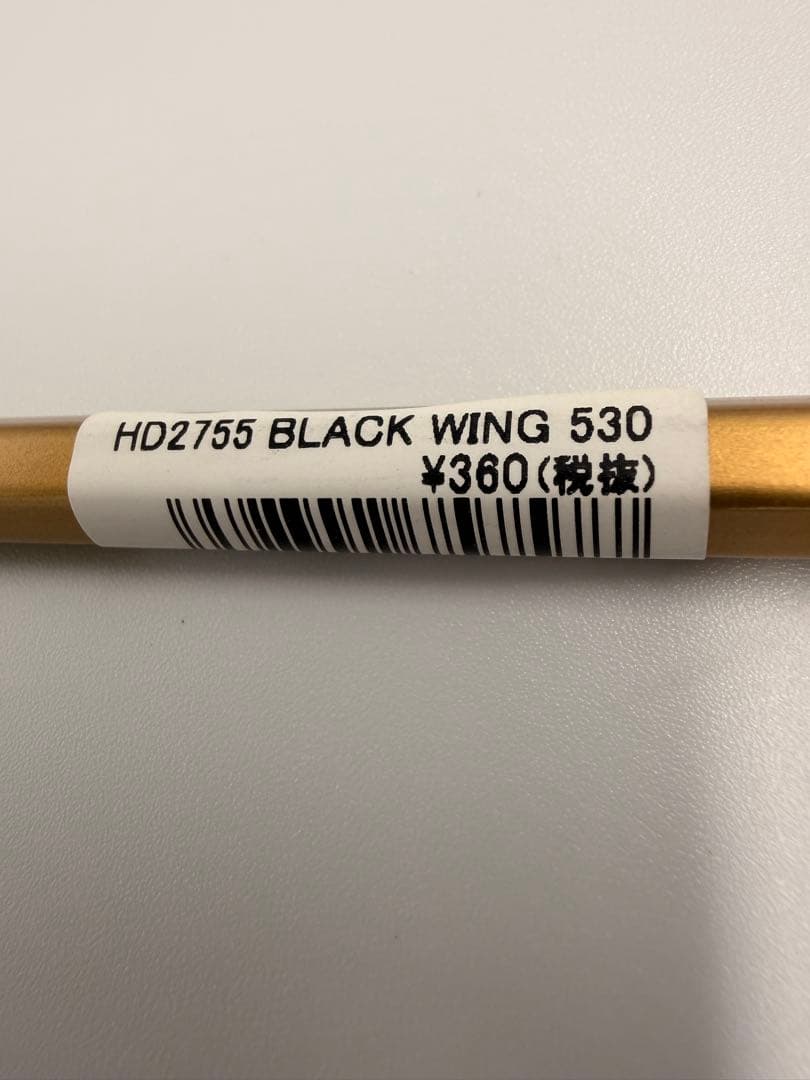 HD2755 BLACK WING 530
¥360(税抜)